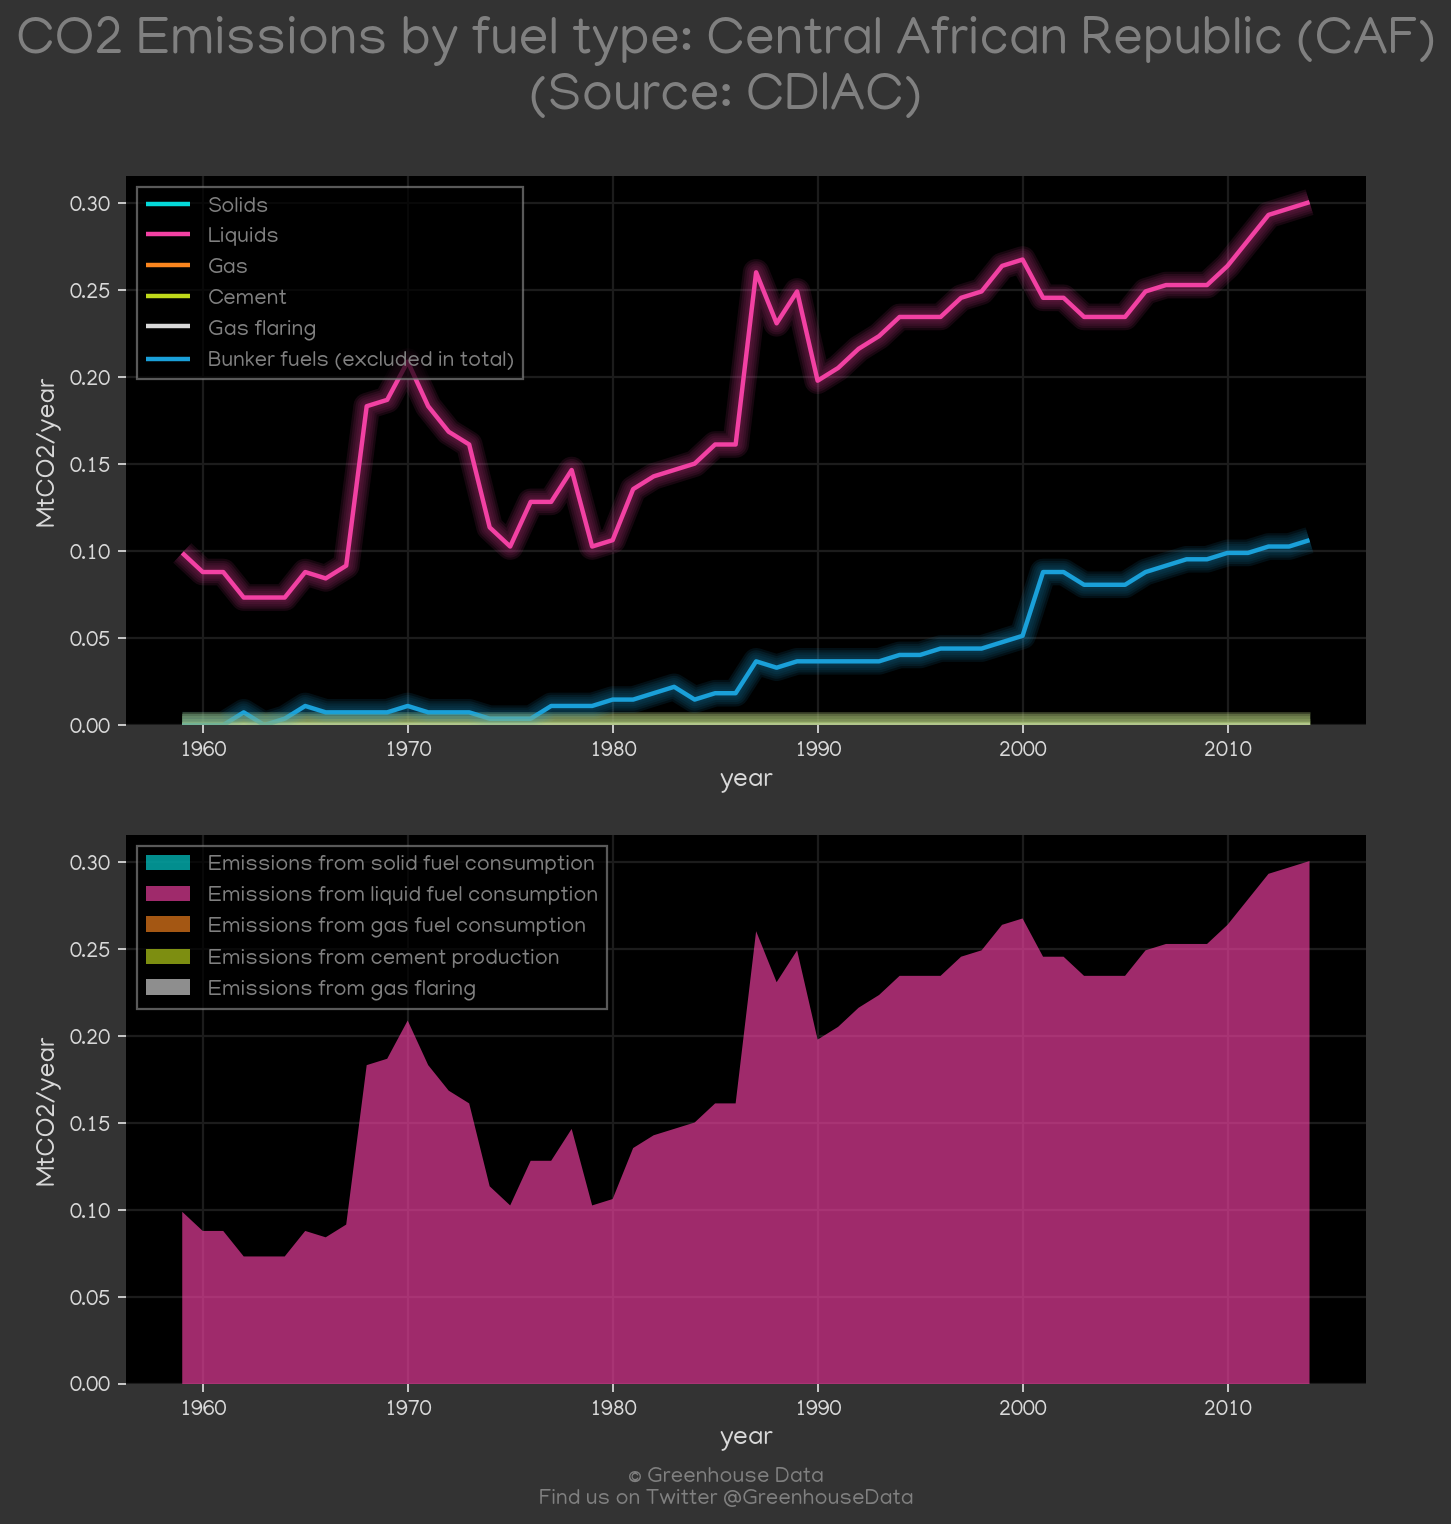 CO2 Emissions by fuel type: Central African Republic (CAF)
(Source: CDIAC)
Solids
Liquids
Gas
Cement
Gas flaring
Bunker fuels (excluded in total)
0.30
0.25
0.20
0.15
0.10
0.05
0.00
MtCO2/year
1960 1970 1980 1990 2000 2010
year
Emissions from solid fuel consumption
Emissions from liquid fuel consumption
Emissions from gas fuel consumption
Emissions from cement production
Emissions from gas flaring
0.30
0.25
0.20
0.15
0.10
0.05
0.00
MtCO2/year
1960 1970 1980 1990 2000 2010
year
© Greenhouse Data
Find us on Twitter @GreenhouseData